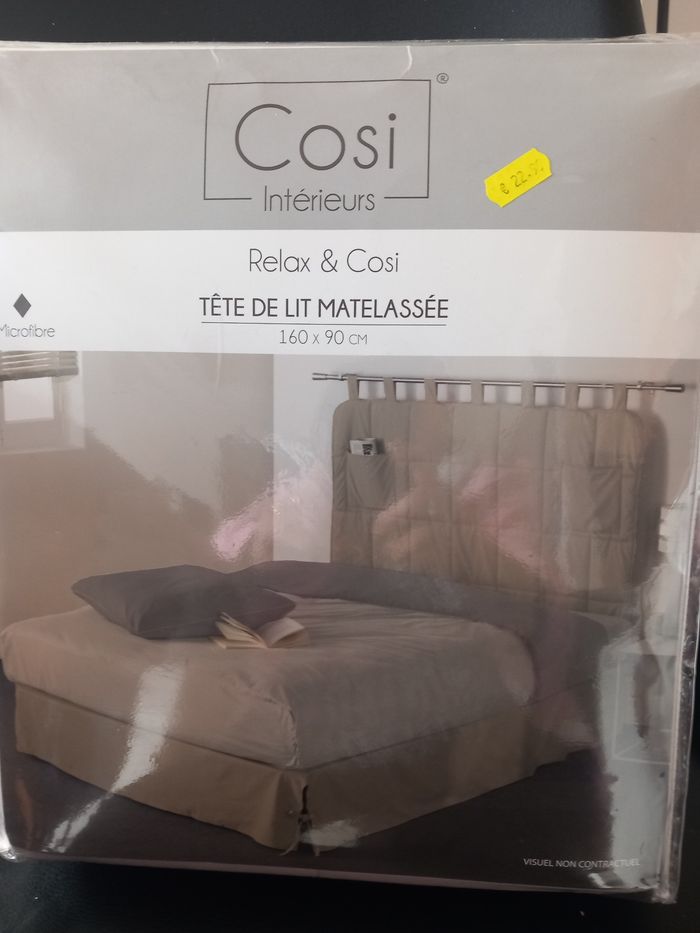 Cosi
®
Intérieurs
Relax & Cosi
TÊTE DE LIT MATELASSÉE
160 x 90 CM
Microfibre
VISUEL NON CONTRACTUEL